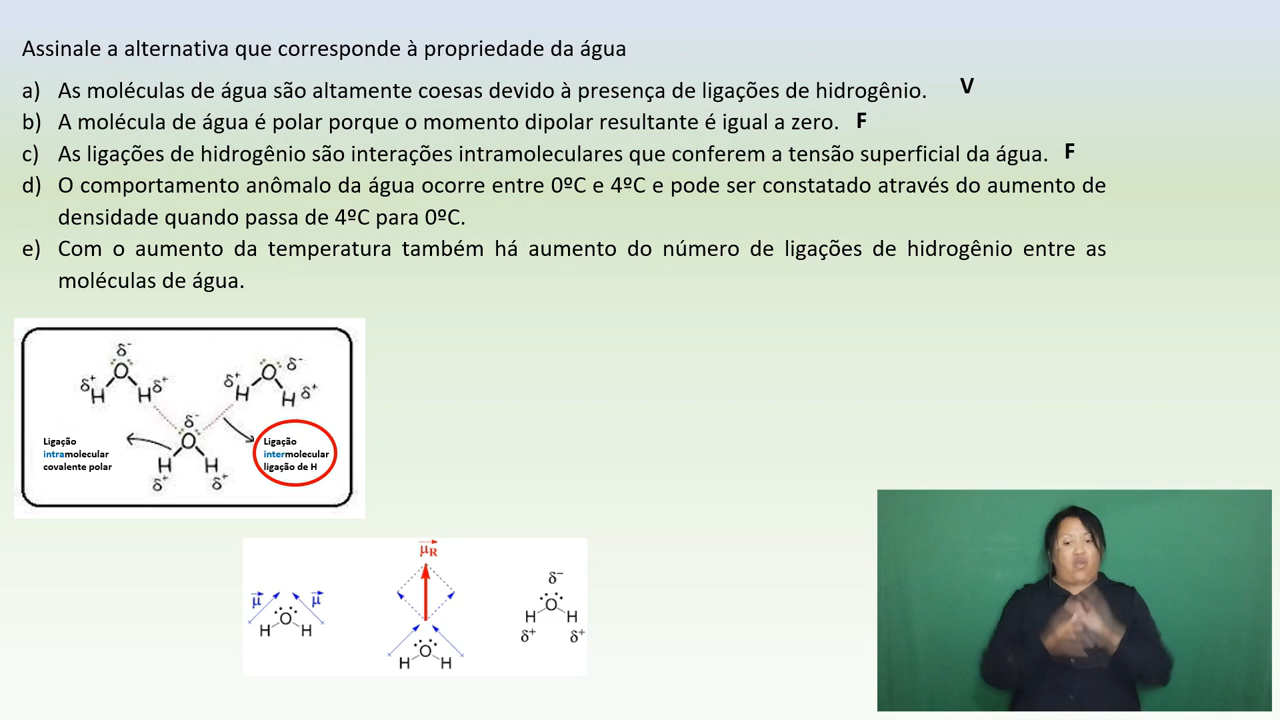 Assinale a alternativa que corresponde à propriedade da água
a) As moléculas de água são altamente coesas devido à presença de ligações de hidrogênio. V
b) A molécula de água é polar porque o momento dipolar resultante é igual a zero. F
c) As ligações de hidrogênio são interações intramoleculares que conferem a tensão superficial da água. F
d) O comportamento anômalo da água ocorre entre 0ºC e 4ºC e pode ser constatado através do aumento de
densidade quando passa de 4ºC para 0ºC.
e) Com o aumento da temperatura também há aumento do número de ligações de hidrogênio entre as
moléculas de água.
δ⁻
O
δ⁺ H H δ⁺
O δ⁻
δ⁺ H H δ⁺
δ⁻
O
H H
δ⁺ δ⁺
Ligação
intramolecular
covalente polar
Ligação
intermolecular
ligação de H
μ⃗ μ⃗
O
H H
μ⃗R
O
H H
δ⁻
O
H H
δ⁺ δ⁺